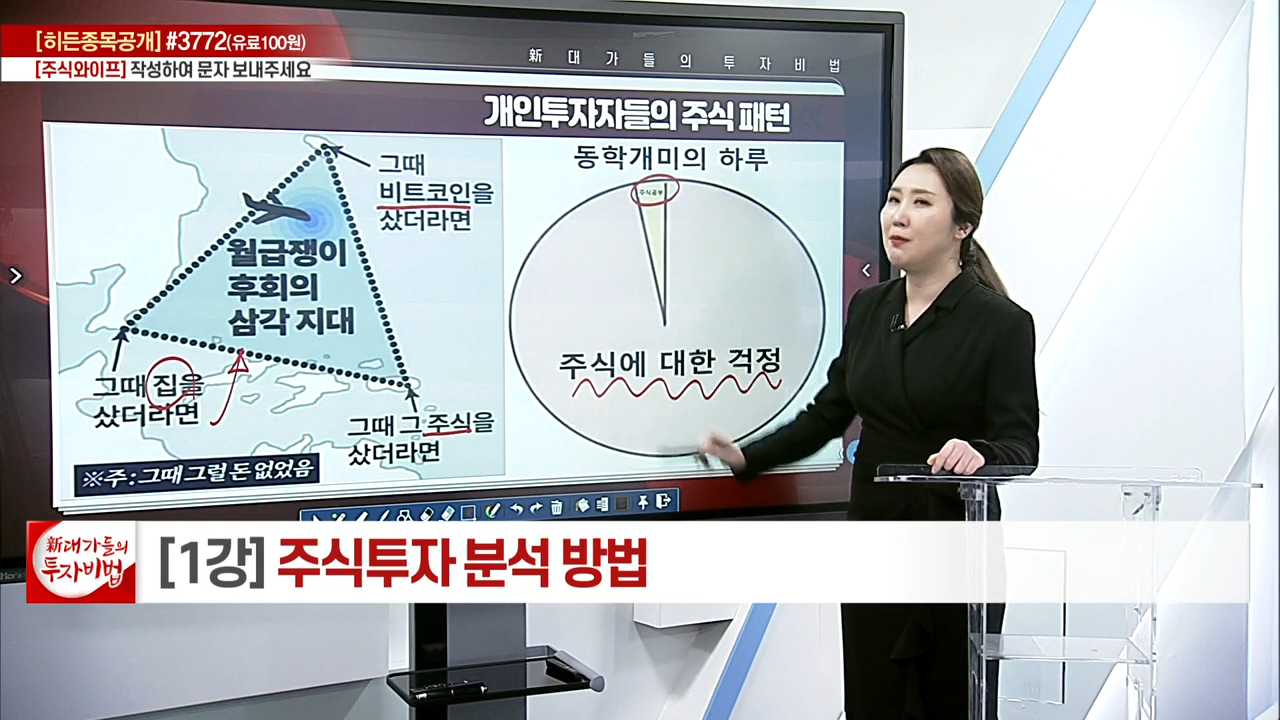 [히든종목공개] #3772(유료100원)
[주식와이프] 작성하여 문자 보내주세요
新 대 가 들 의 투 자 비 법
개인투자자들의 주식 패턴
그때
비트코인을
샀더라면
월급쟁이
후회의
삼각 지대
그때 집을
샀더라면
그때 그 주식을
샀더라면
※주 : 그때 그럴 돈 없었음
동학개미의 하루
주식공부
주식에 대한 걱정
新대가들의
투자비법
[1강] 주식투자 분석 방법